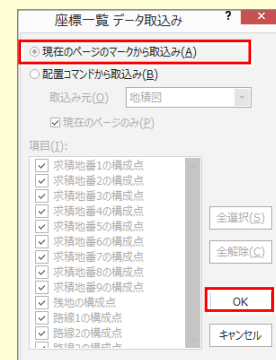 座標一覧 データ取込み ? ×
現在のページのマークから取込み(A)
配置コマンドから取込み(B)
取込み元(O) 地積図
現在のページのみ(P)
項目(I):
求積地番1の構成点
求積地番2の構成点
求積地番3の構成点
求積地番4の構成点
求積地番5の構成点
求積地番6の構成点
求積地番7の構成点
求積地番8の構成点
求積地番9の構成点
残地の構成点
路線1の構成点
路線2の構成点
路線3の構成点
全選択(S)
全解除(C)
OK
キャンセル